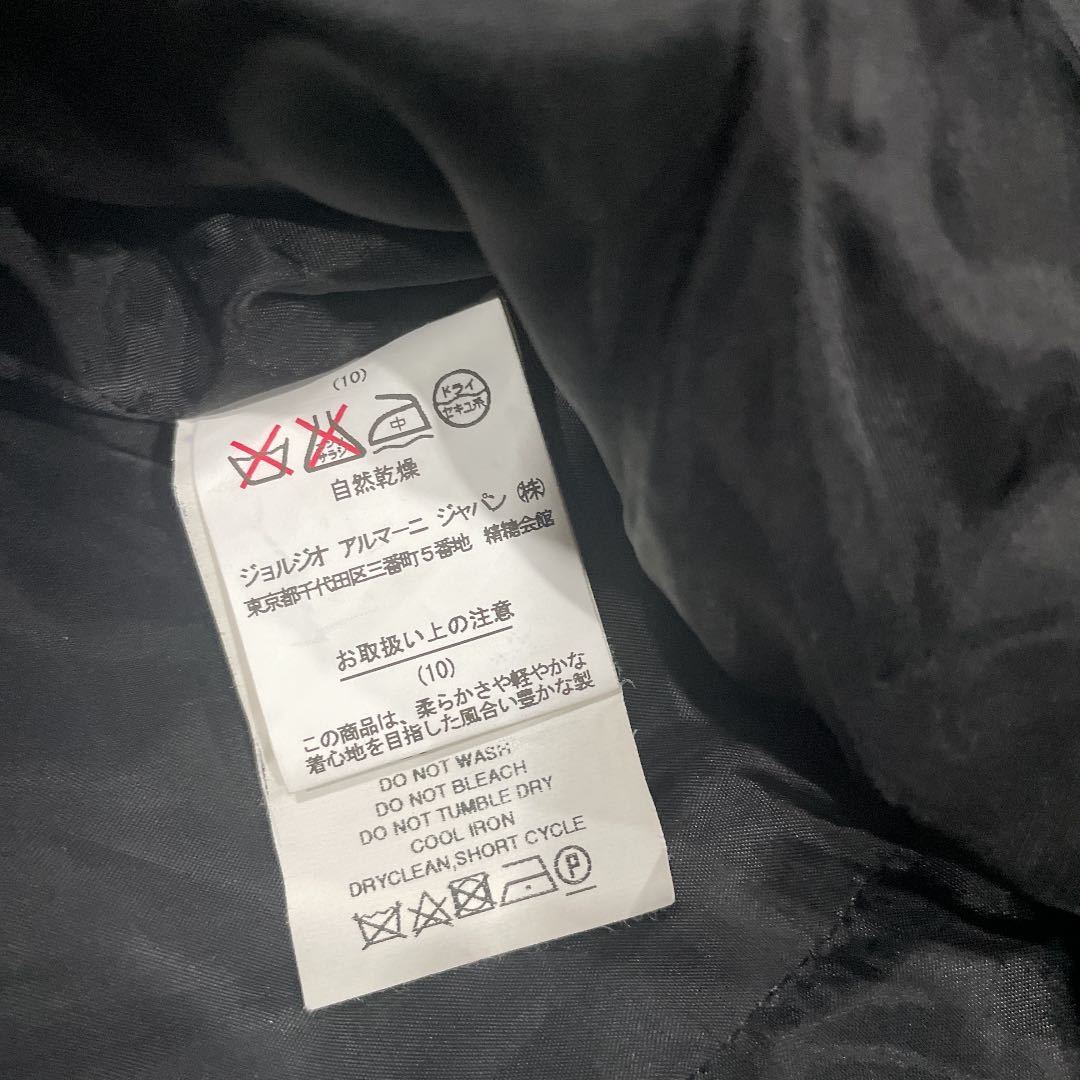 (10)
中
ドライ
セキユ系
エンソ
サラシ
自然乾燥
ジョルジオ アルマーニ ジャパン ㈱
東京都千代田区三番町5番地 精糖会館
お取扱い上の注意
(10)
この商品は、柔らかさや軽やかな
着心地を目指した風合い豊かな製
DO NOT WASH
DO NOT BLEACH
DO NOT TUMBLE DRY
COOL IRON
DRYCLEAN,SHORT CYCLE
P